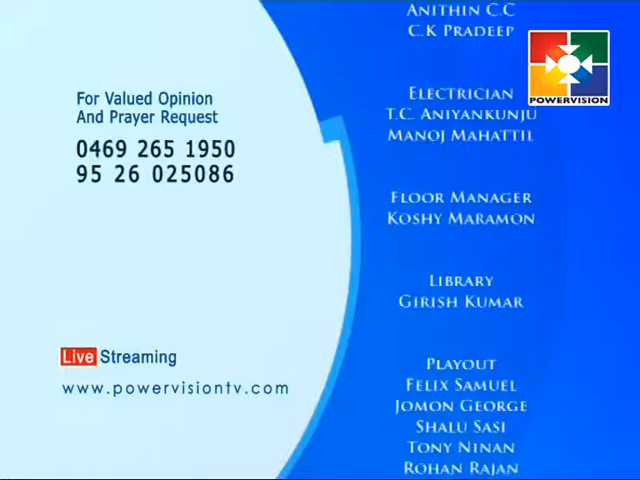 For Valued Opinion
And Prayer Request
0469 265 1950
95 26 025086
Live Streaming
www.powervisiontv.com
ANITHIN C.C
C.K PRADEEP
ELECTRICIAN
T.C. ANIYANKUNJU
MANOJ MAHATTIL
FLOOR MANAGER
KOSHY MARAMON
LIBRARY
GIRISH KUMAR
PLAYOUT
FELIX SAMUEL
JOMON GEORGE
SHALU SASI
TONY NINAN
ROHAN RAJAN
POWERVISION